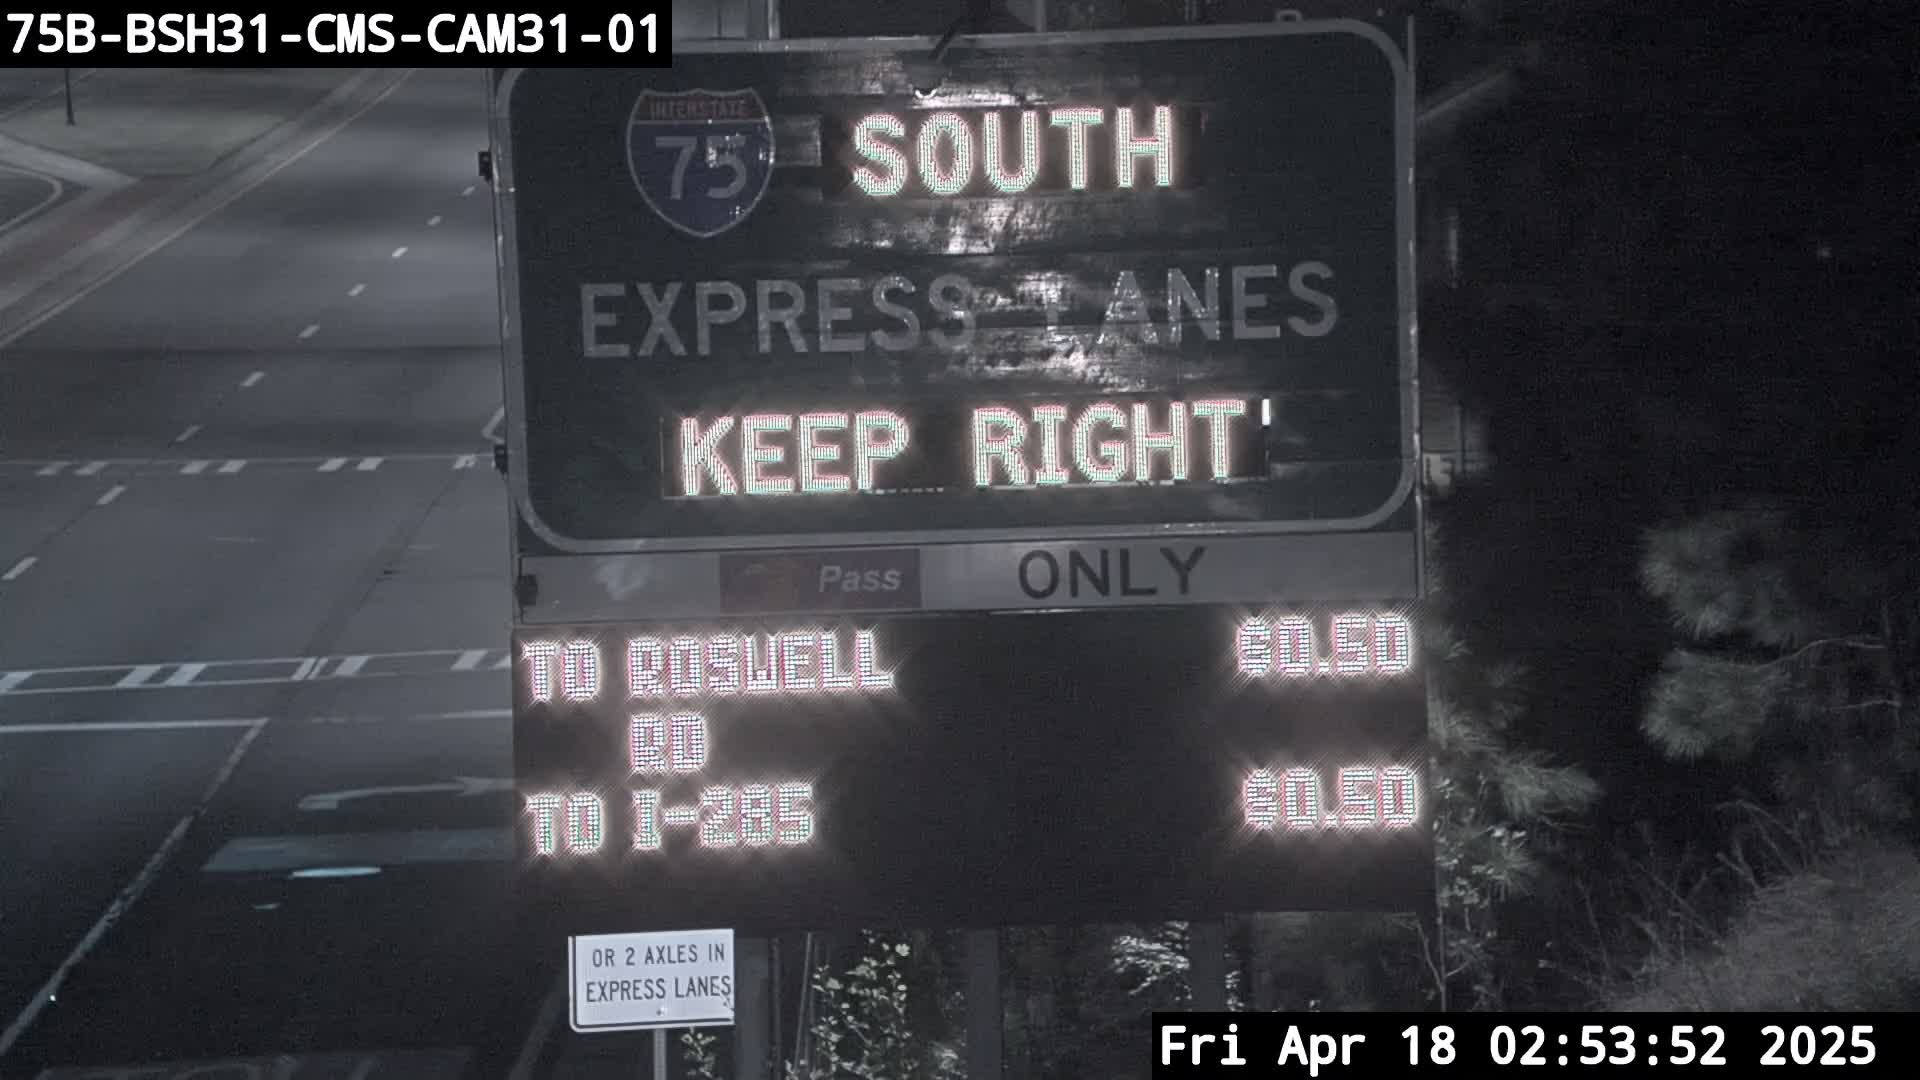 75B-BSH31-CMS-CAM31-01
INTERSTATE
75
SOUTH
EXPRESS LANES
KEEP RIGHT
Pass
ONLY
TO ROSWELL $0.50
RD
TO I-285 $0.50
OR 2 AXLES IN
EXPRESS LANES
Fri Apr 18 02:53:52 2025